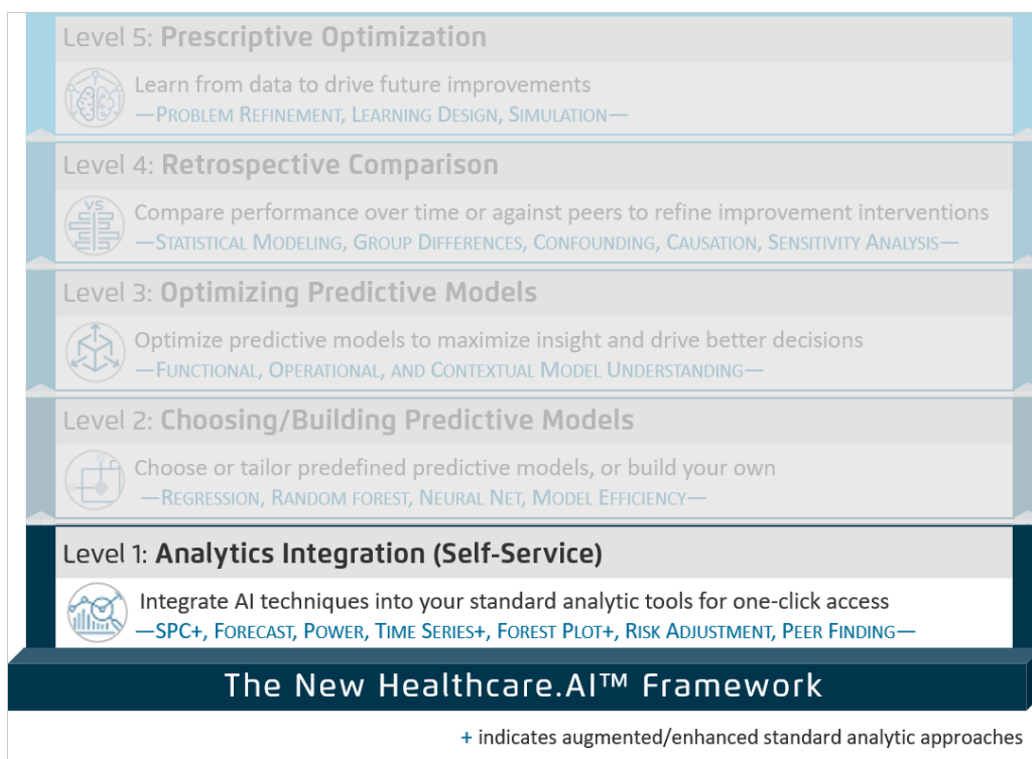 Level 5: Prescriptive Optimization
Learn from data to drive future improvements
—Problem Refinement, Learning Design, Simulation—
Level 4: Retrospective Comparison
VS
Compare performance over time or against peers to refine improvement interventions
—Statistical Modeling, Group Differences, Confounding, Causation, Sensitivity Analysis—
Level 3: Optimizing Predictive Models
Optimize predictive models to maximize insight and drive better decisions
—Functional, Operational, and Contextual Model Understanding—
Level 2: Choosing/Building Predictive Models
Choose or tailor predefined predictive models, or build your own
—Regression, Random forest, Neural Net, Model Efficiency—
Level 1: Analytics Integration (Self-Service)
Integrate AI techniques into your standard analytic tools for one-click access
—SPC+, Forecast, Power, Time Series+, Forest Plot+, Risk Adjustment, Peer Finding—
The New Healthcare.AI™ Framework
+ indicates augmented/enhanced standard analytic approaches